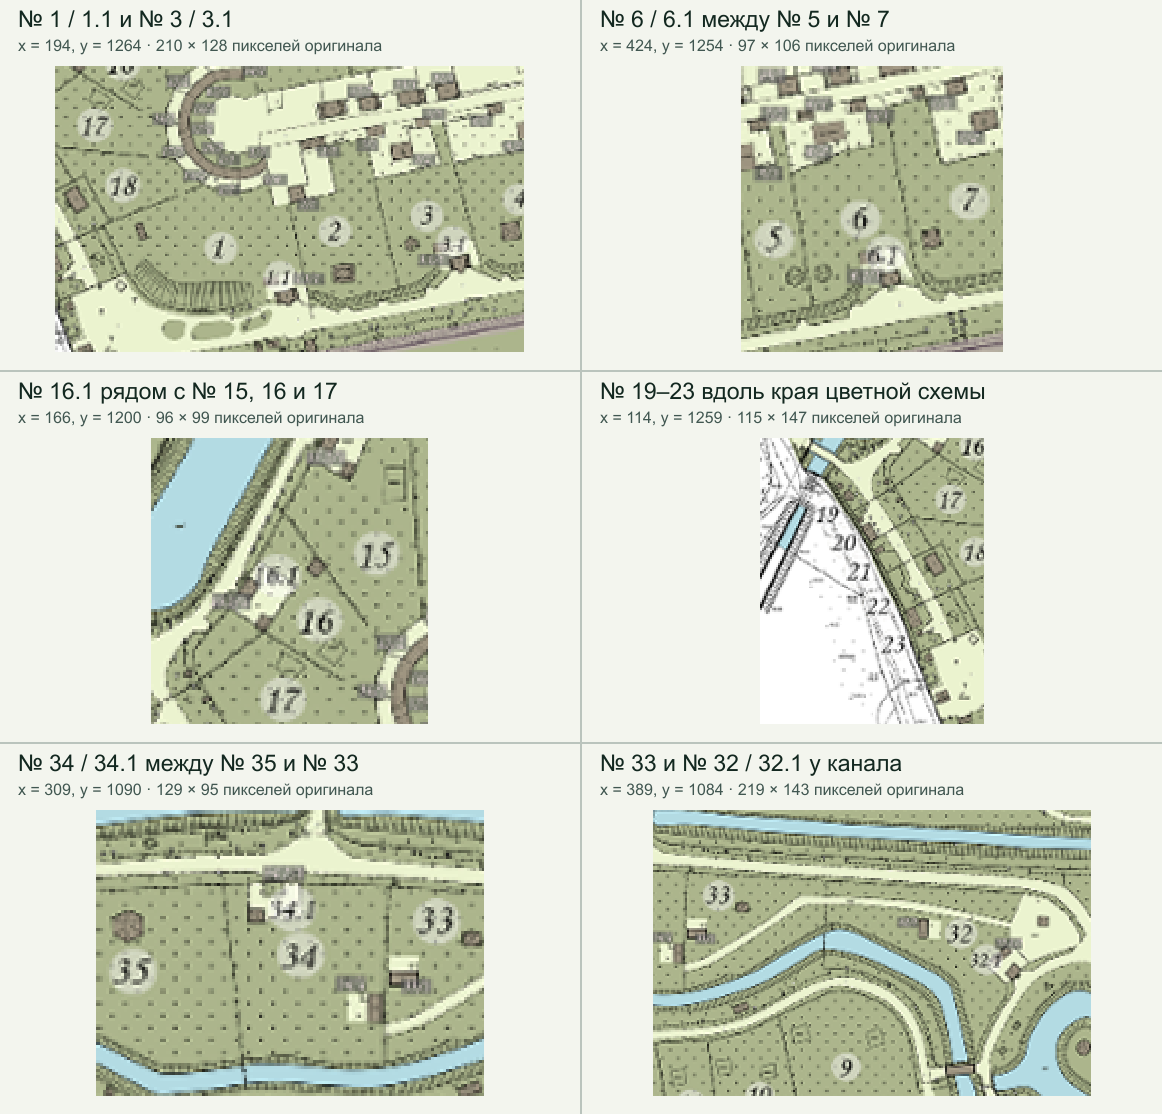 № 1 / 1.1 и № 3 / 3.1
x = 194, y = 1264 · 210 × 128 пикселей оригинала
16
17
18
1
2
3
4
1.1
3.1
№ 6 / 6.1 между № 5 и № 7
x = 424, y = 1254 · 97 × 106 пикселей оригинала
5
6
7
6.1
№ 16.1 рядом с № 15, 16 и 17
x = 166, y = 1200 · 96 × 99 пикселей оригинала
15
16.1
16
17
№ 19–23 вдоль края цветной схемы
x = 114, y = 1259 · 115 × 147 пикселей оригинала
16
17
19
20
18
21
22
23
№ 34 / 34.1 между № 35 и № 33
x = 309, y = 1090 · 129 × 95 пикселей оригинала
34.1
33
34
35
№ 33 и № 32 / 32.1 у канала
x = 389, y = 1084 · 219 × 143 пикселей оригинала
33
32
32.1
9
10